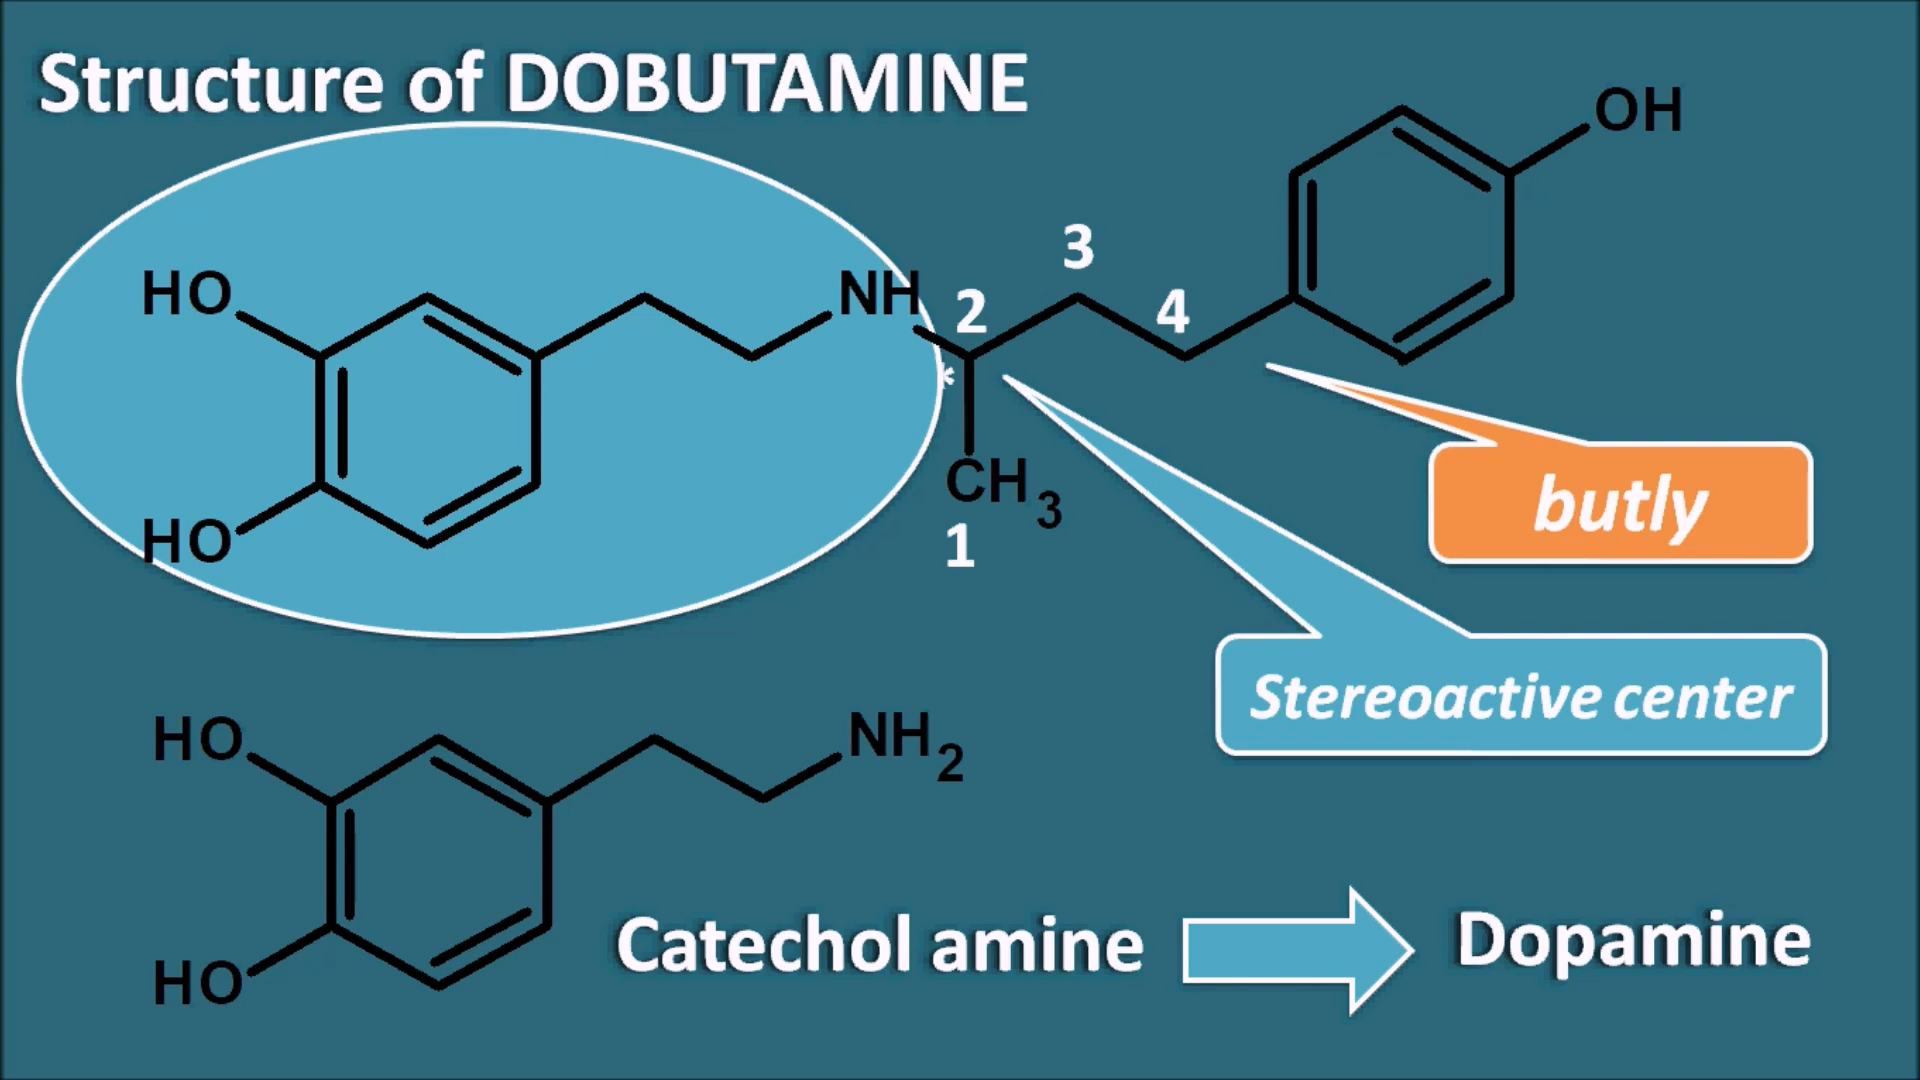 Structure of DOBUTAMINE
OH
3
HO
NH
2
4
*
CH3
1
HO
butly
Stereoactive center
HO
NH2
Catechol amine
Dopamine
HO